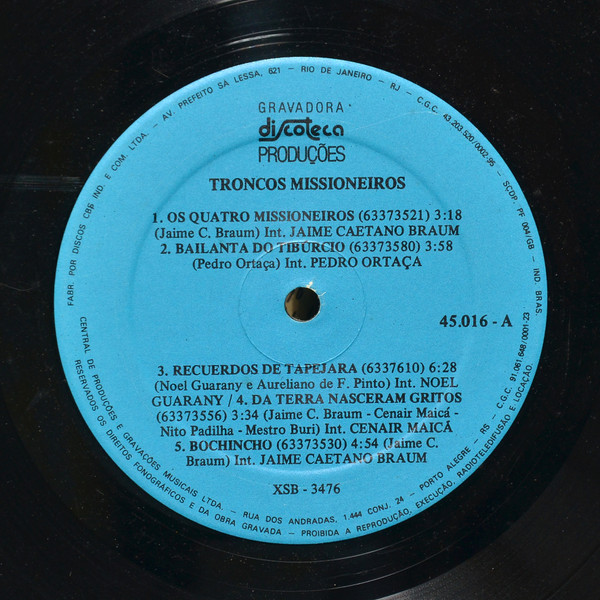 GRAVADORA
discoteca
PRODUÇÕES
TRONCOS MISSIONEIROS
1. OS QUATRO MISSIONEIROS (63373521) 3:18
(Jaime C. Braum) Int. JAIME CAETANO BRAUM
2. BAILANTA DO TIBÚRCIO (63373580) 3:58
(Pedro Ortaça) Int. PEDRO ORTAÇA
45.016 - A
3. RECUERDOS DE TAPEJARA (6337610) 6:28
(Noel Guarany e Aureliano de F. Pinto) Int. NOEL
GUARANY / 4. DA TERRA NASCERAM GRITOS
(63373556) 3:34 (Jaime C. Braum - Cenair Maicá -
Nito Padilha - Mestro Buri) Int. CENAIR MAICÁ
5. BOCHINCHO (63373530) 4:54 (Jaime C.
Braum) Int. JAIME CAETANO BRAUM
XSB - 3476
FABR. POR DISCOS CBS IND. E COM. LTDA. - AV. PREFEITO SÁ LESSA, 621 - RIO DE JANEIRO - RJ - C.G.C. 43.203.520/0002-95 - SCDP. PF 004/GB - IND. BRAS.
CENTRAL DE PRODUÇÕES E GRAVAÇÕES MUSICAIS LTDA. - RUA DOS ANDRADAS, 1.444 CONJ. 24 - PORTO ALEGRE - RS - C.G.C. 91.061.648/0001-23
RESERVADOS OS DIREITOS FONOGRÁFICOS E DA OBRA GRAVADA - PROIBIDA A REPRODUÇÃO, EXECUÇÃO, RADIOTELEDIFUSÃO E LOCAÇÃO.